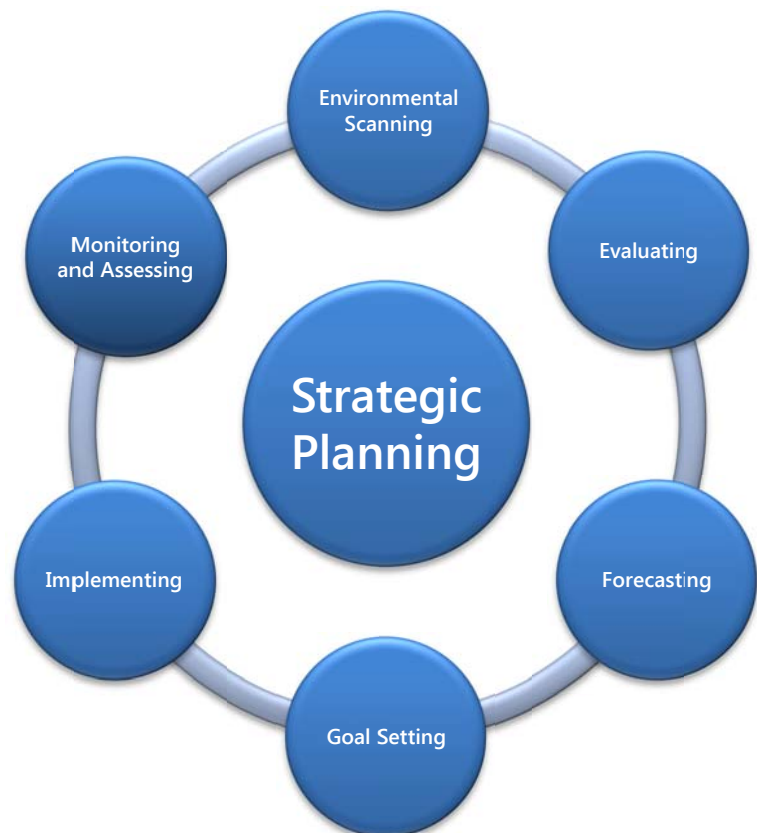 Environmental
Scanning
Evaluating
Forecasting
Goal Setting
Implementing
Monitoring
and Assessing
Strategic
Planning